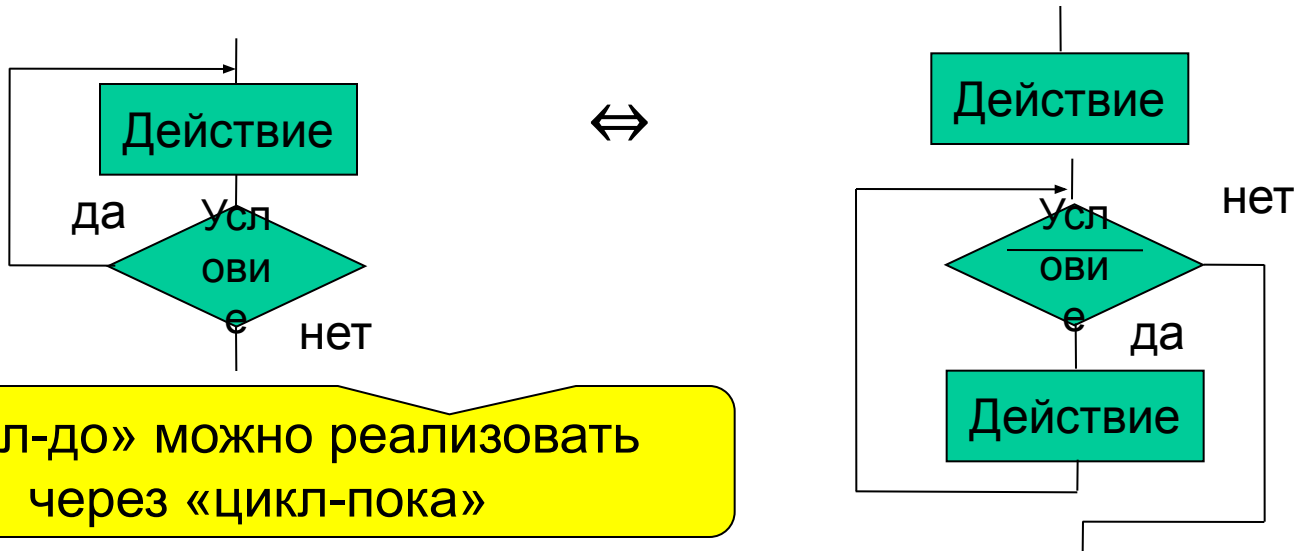 Действие
да
Усл
ови
е
нет
⇔
Действие
нет
Усл
ови
е
да
Действие
л-до» можно реализовать
через «цикл-пока»